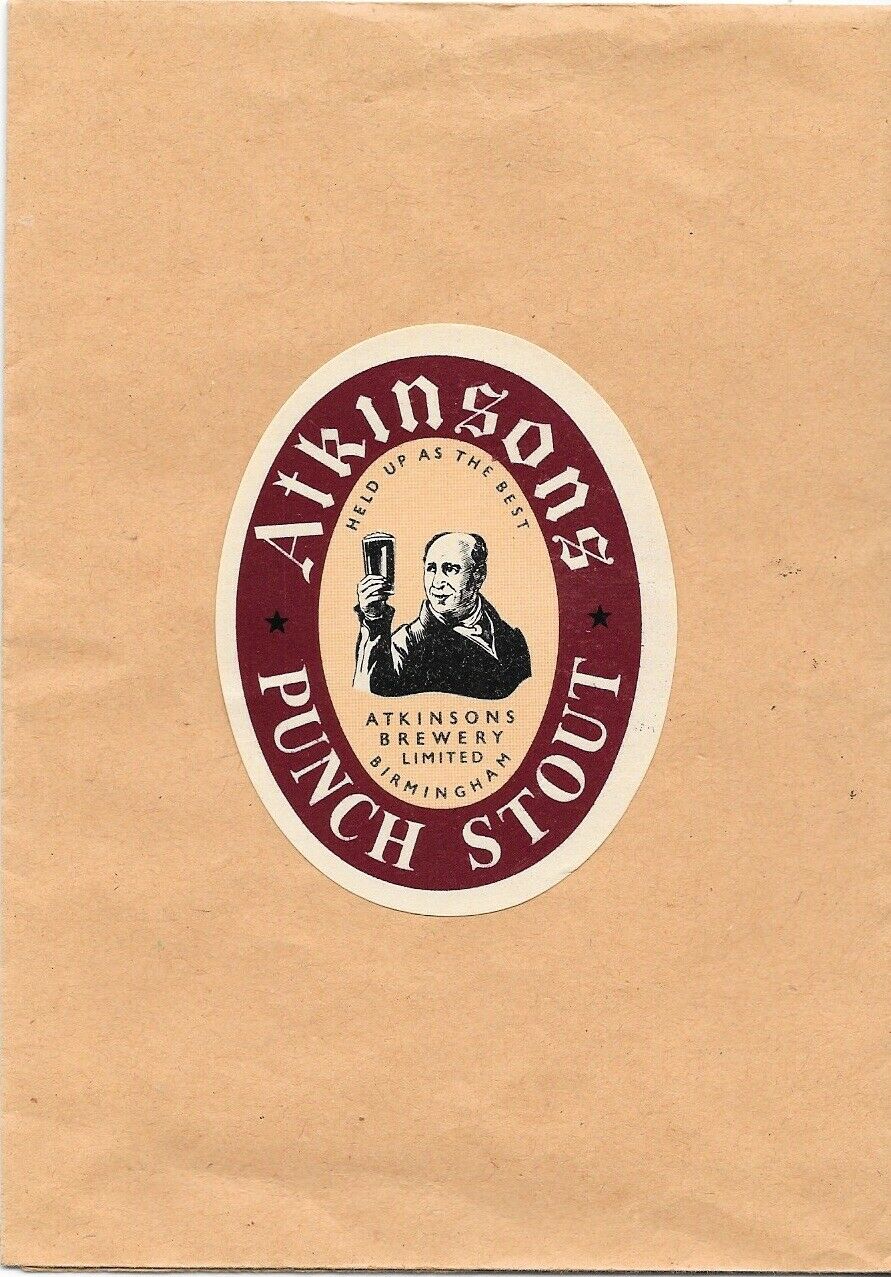 Atkinsons
HELD UP AS THE BEST
ATKINSONS
BREWERY
LIMITED
BIRMINGHAM
PUNCH STOUT